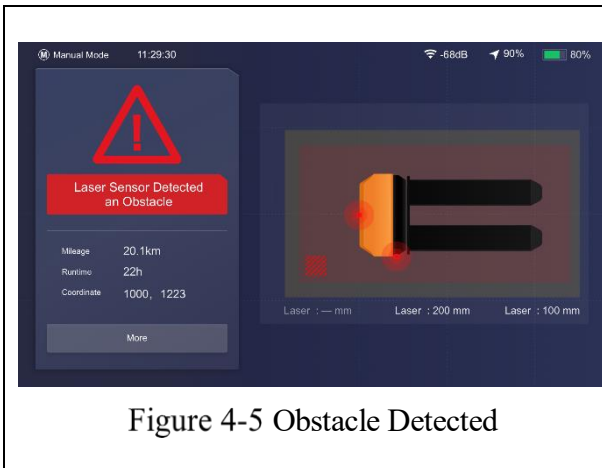 M Manual Mode 11:29:30 -68dB 90% 80%
Laser Sensor Detected
an Obstacle
Mileage 20.1km
Runtime 22h
Coordinate 1000, 1223
More
Laser : — mm Laser : 200 mm Laser : 100 mm
Figure 4-5 Obstacle Detected